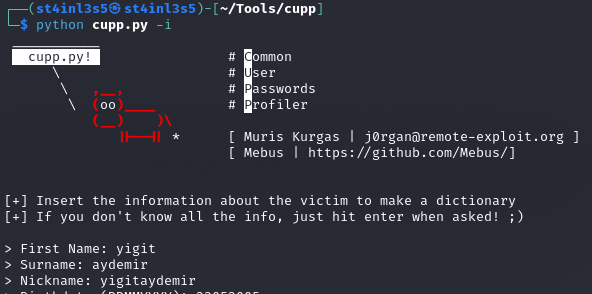 ┌──(st4inl3s5㉿st4inl3s5)-[~/Tools/cupp]
└─$ python cupp.py -i
cupp.py! # Common
\ # User
\ ,__, # Passwords
\ (oo)____ # Profiler
(__) )\
||--|| * [ Muris Kurgas | j0rgan@remote-exploit.org ]
[ Mebus | https://github.com/Mebus/]
[+] Insert the information about the victim to make a dictionary
[+] If you don't know all the info, just hit enter when asked! ;)
> First Name: yigit
> Surname: aydemir
> Nickname: yigitaydemir